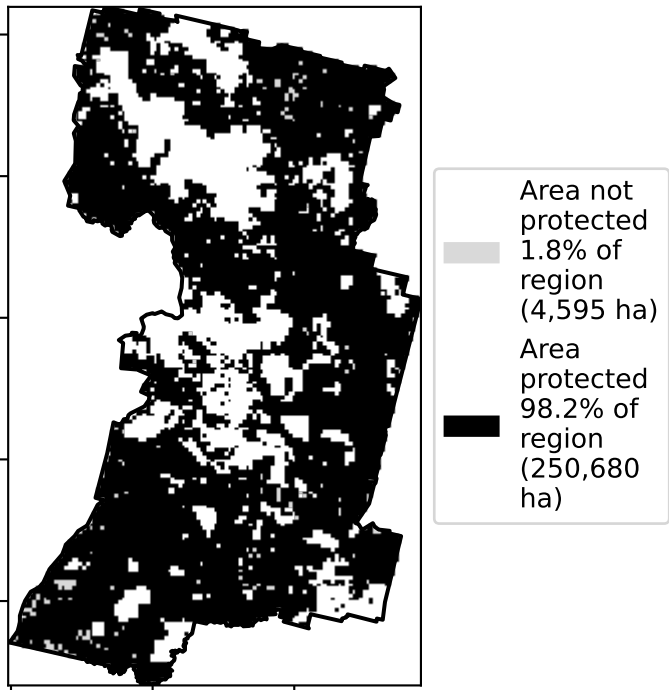 Area not
protected
1.8% of
region
(4,595 ha)
Area
protected
98.2% of
region
(250,680
ha)